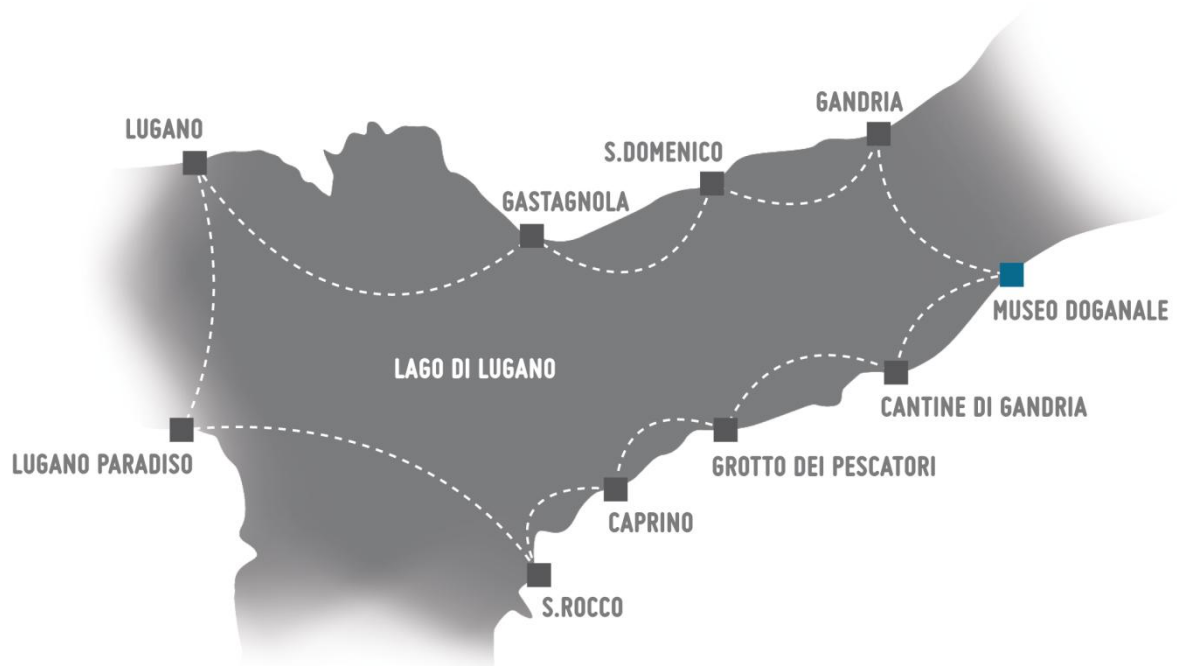 GANDRIA
LUGANO
S.DOMENICO
GASTAGNOLA
MUSEO DOGANALE
LAGO DI LUGANO
CANTINE DI GANDRIA
LUGANO PARADISO
GROTTO DEI PESCATORI
CAPRINO
S.ROCCO